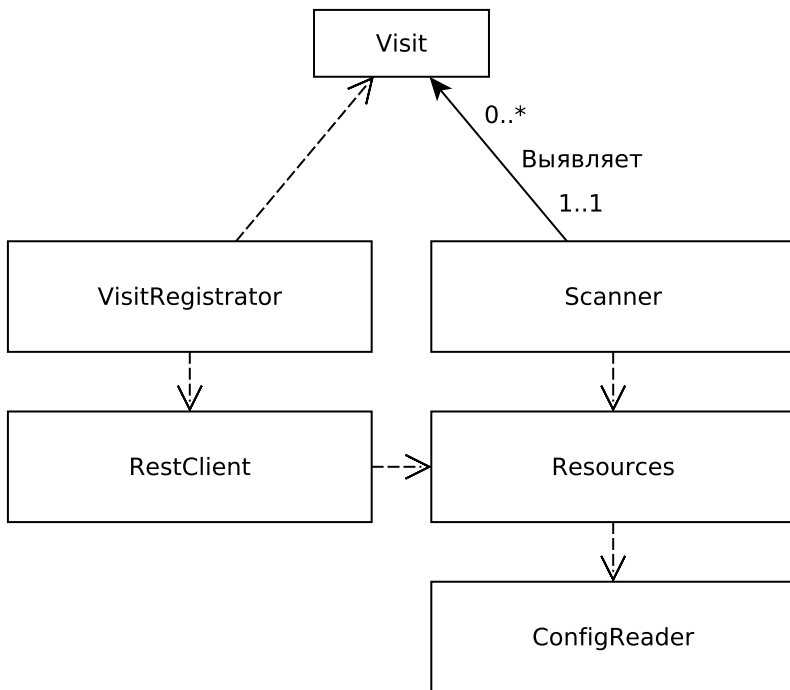 Visit
0..*
Выявляет
1..1
VisitRegistrator
Scanner
RestClient
Resources
ConfigReader